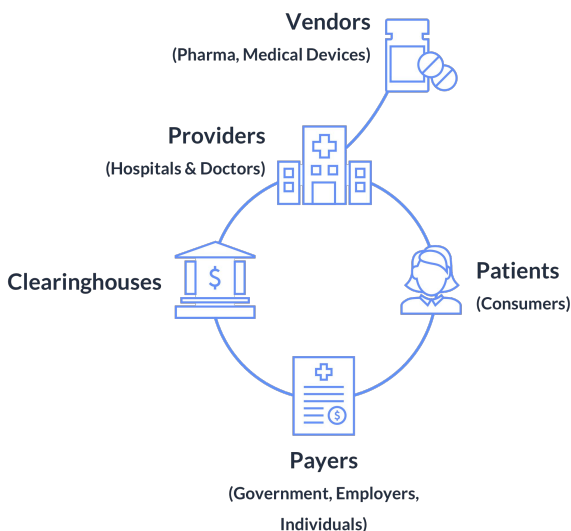 Vendors
(Pharma, Medical Devices)
Providers
(Hospitals & Doctors)
Clearinghouses
$
Patients
(Consumers)
$
Payers
(Government, Employers,
Individuals)